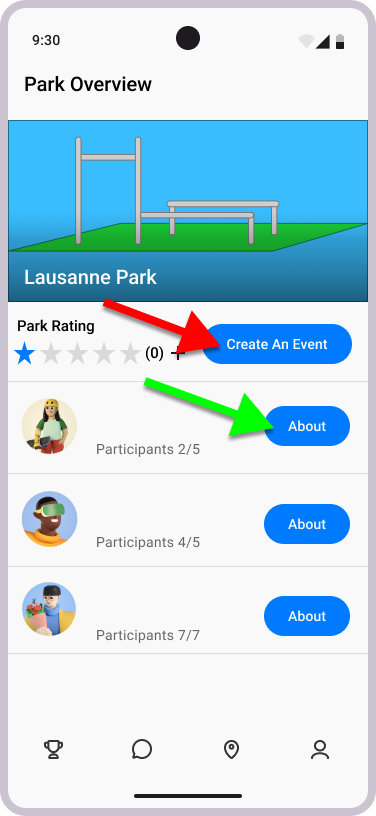 9:30
Park Overview
Lausanne Park
Park Rating
(0) +
Create An Event
Participants 2/5
About
Participants 4/5
About
Participants 7/7
About